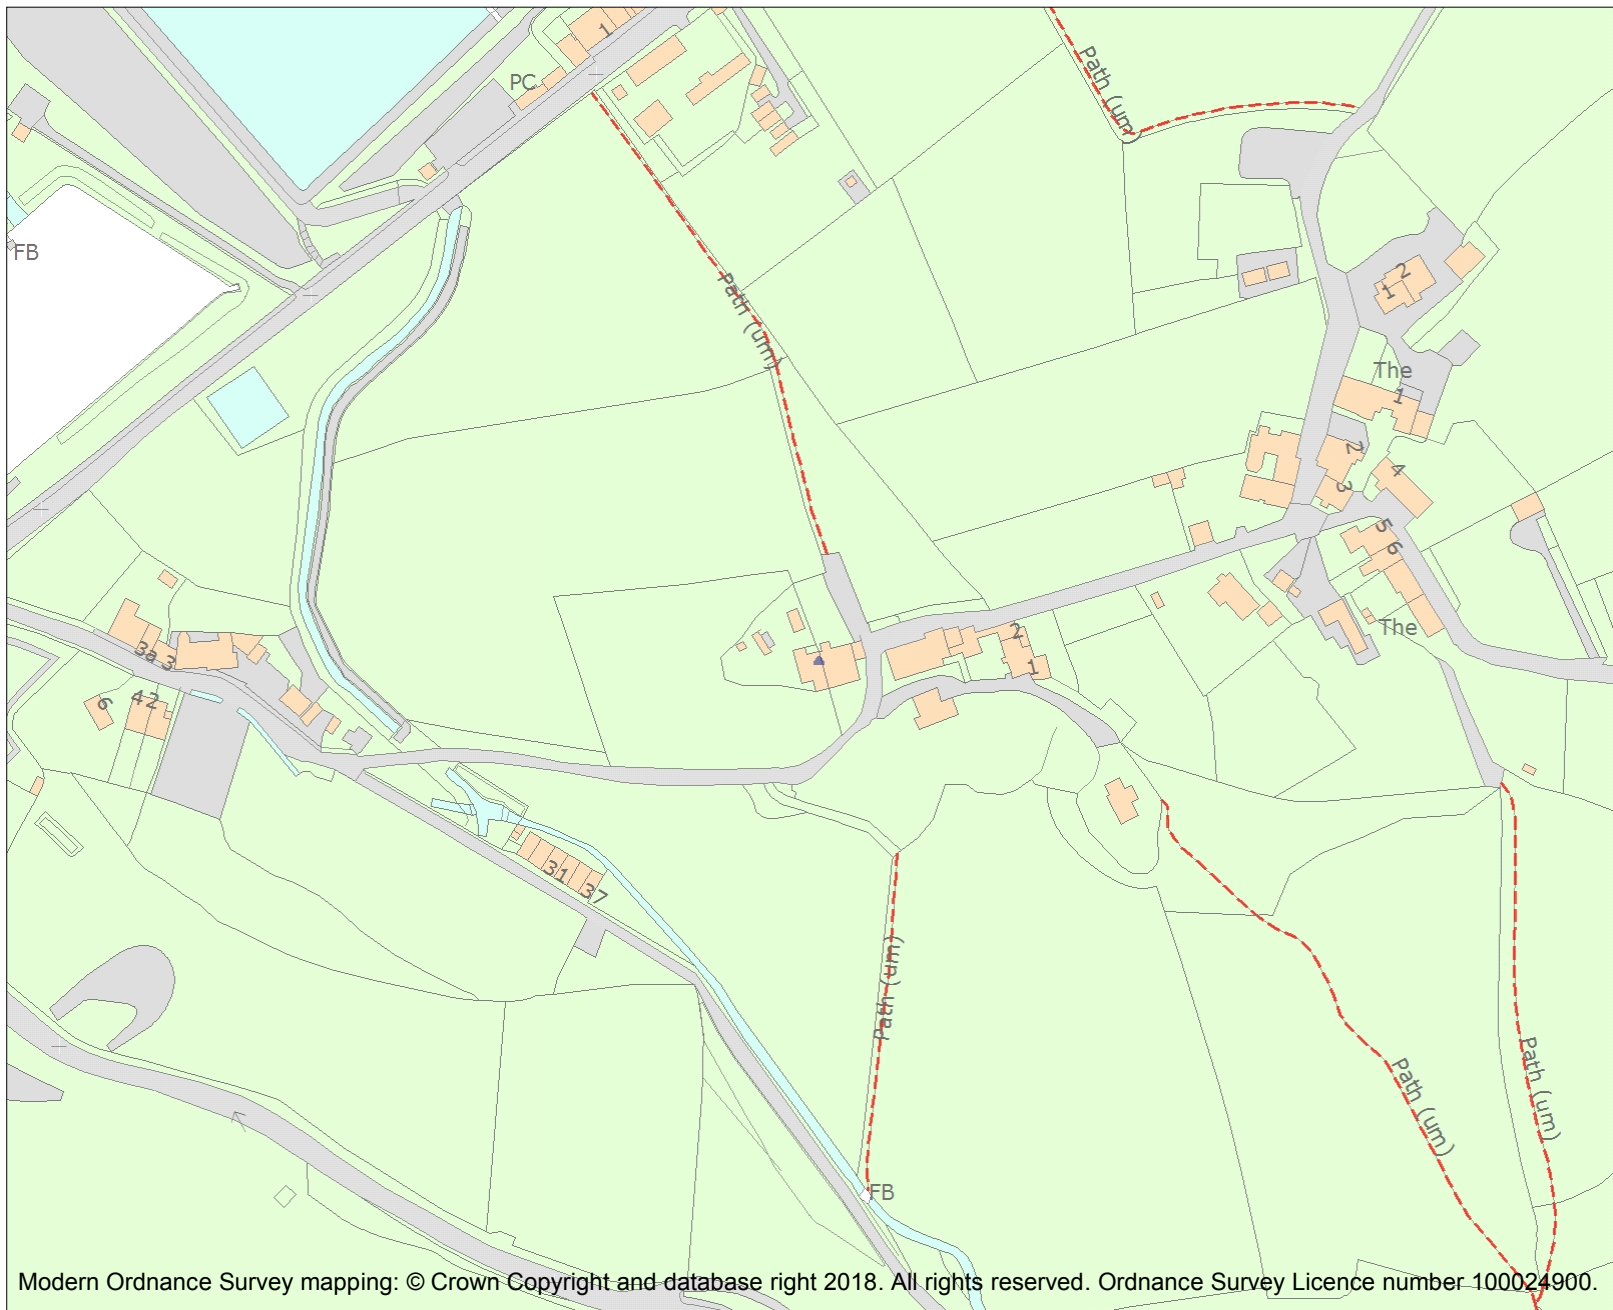 1
PC
Path (um)
FB
Path (um)
2
1
The
1
2
4
3
5
6
The
2
1
3a 3
42
6
31
37
Path (um)
Path (um)
Path (um)
FB
Modern Ordnance Survey mapping: © Crown Copyright and database right 2018. All rights reserved. Ordnance Survey Licence number 100024900.